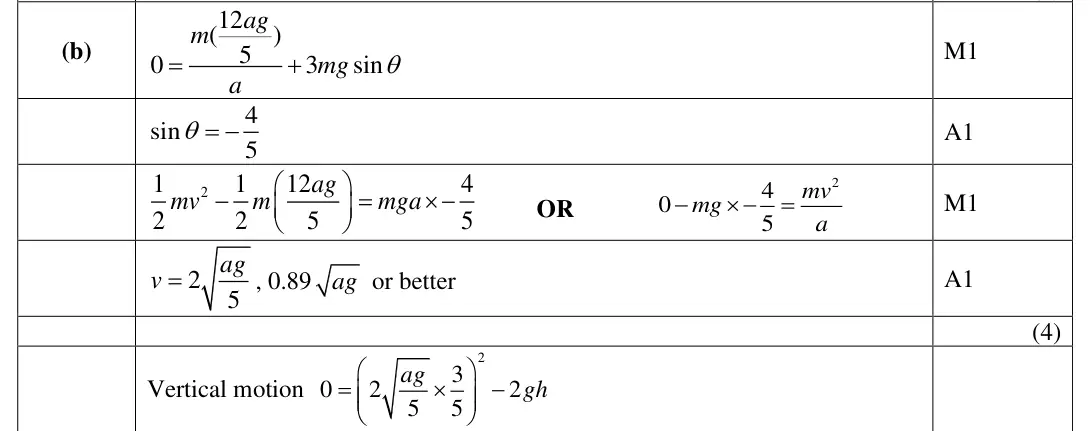 (b) 0 = m(12ag/5)/a + 3mg sin θ M1
sin θ = −4/5 A1
1/2 mv² − 1/2 m(12ag/5) = mga × −4/5 OR 0 − mg × −4/5 = mv²/a M1
v = 2√(ag/5) , 0.89 √ag or better A1
(4)
Vertical motion 0 = (2√(ag/5) × 3/5)² − 2gh